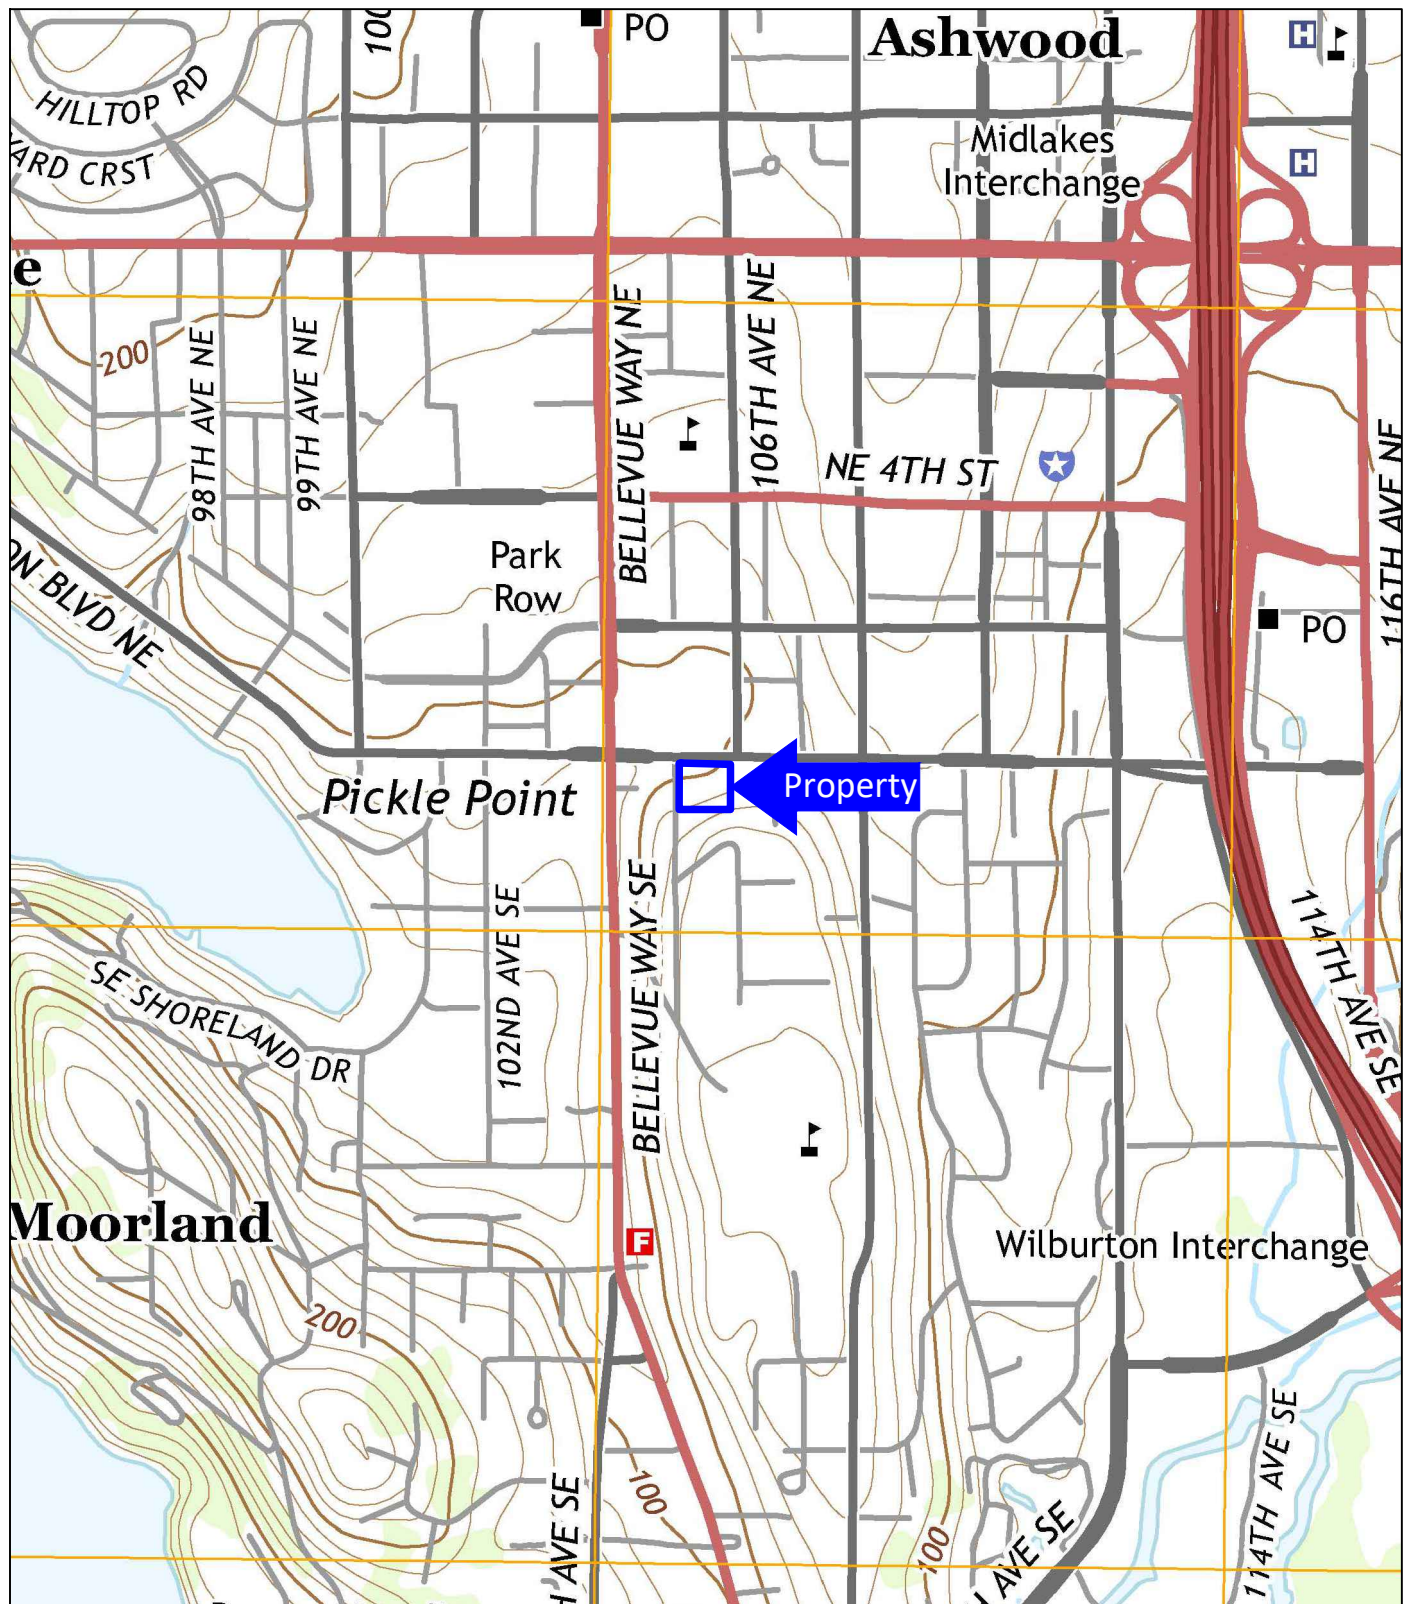 PO
Ashwood
H
100
HILLTOP RD
YARD CRST
Midlakes
Interchange
H
e
200
98TH AVE NE
99TH AVE NE
BELLEVUE WAY NE
106TH AVE NE
NE 4TH ST
116TH AVE NE
Park
Row
ON BLVD NE
PO
Pickle Point
Property
102ND AVE SE
BELLEVUE WAY SE
114TH AVE SE
SE SHORELAND DR
Moorland
F
Wilburton Interchange
200
100
H AVE SE
100
AVE SE
114TH AVE SE